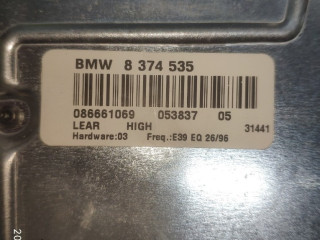 BMW 8 374 535
086661069 053837 05
LEAR HIGH 31441
Hardware:03 Freq.:E39 EQ 26/96